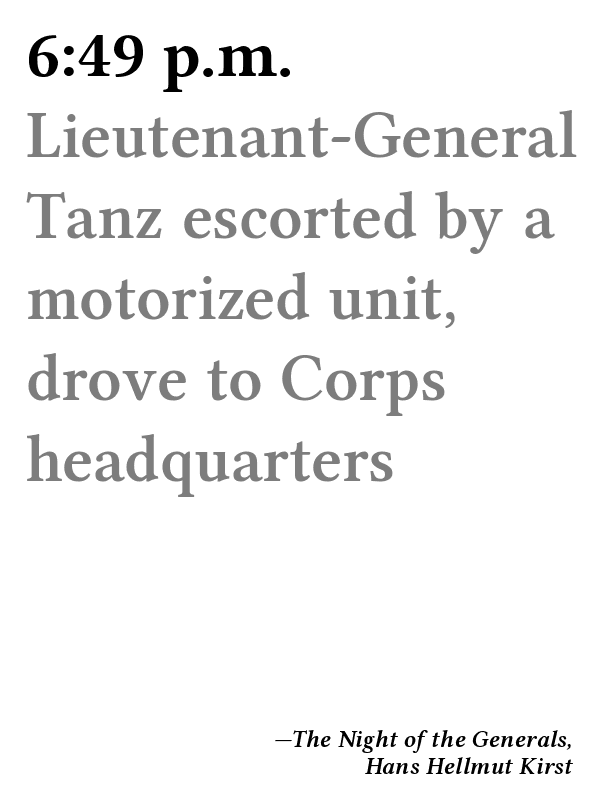 6:49 p.m.
Lieutenant-General
Tanz escorted by a
motorized unit,
drove to Corps
headquarters
—The Night of the Generals,
Hans Hellmut Kirst